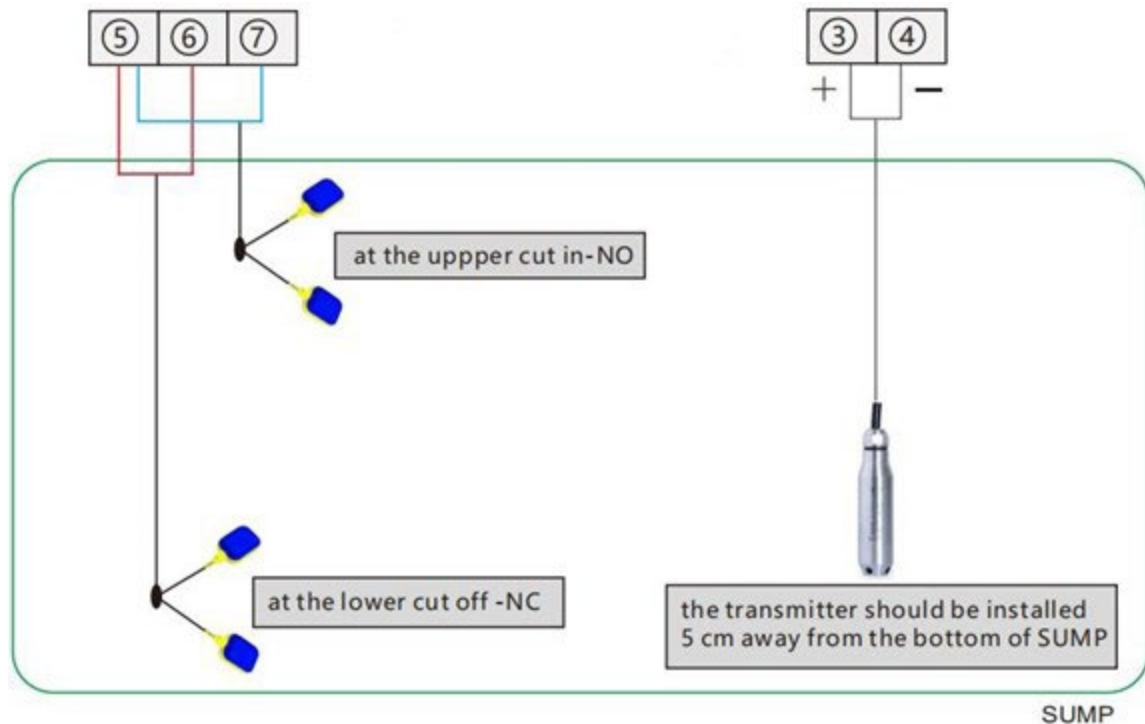 ⑤ ⑥ ⑦ ③ ④
+ −
at the uppper cut in-NO
at the lower cut off -NC
the transmitter should be installed
5 cm away from the bottom of SUMP
SUMP